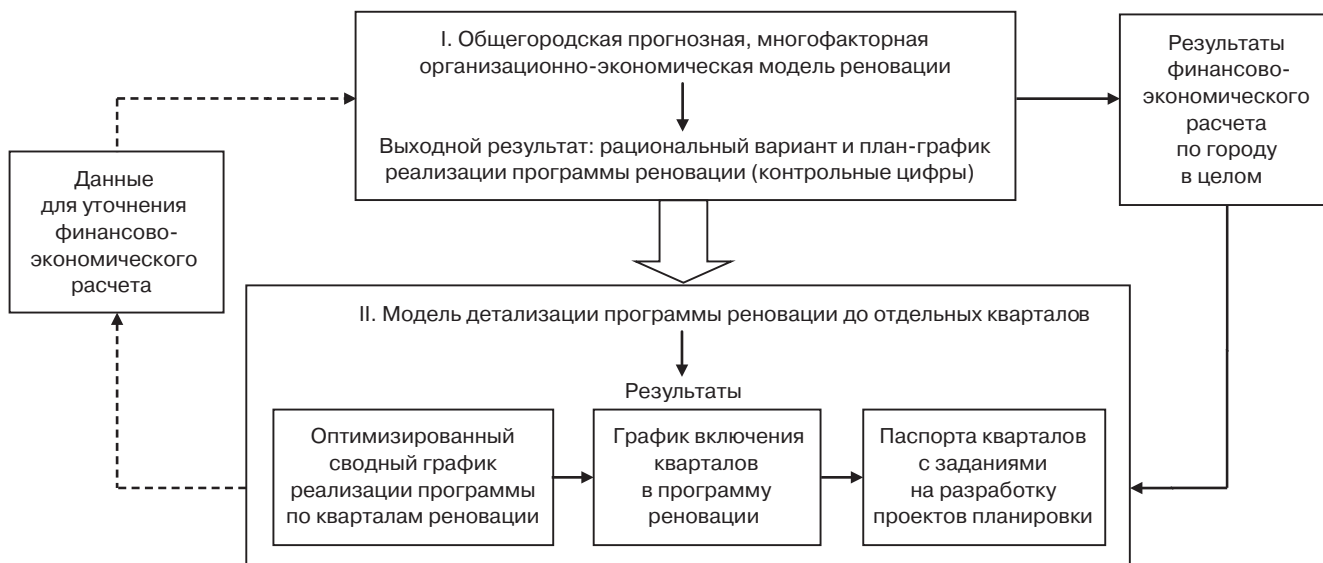 I. Общегородская прогнозная, многофакторная
организационно-экономическая модель реновации
Выходной результат: рациональный вариант и план-график
реализации программы реновации (контрольные цифры)
Результаты
финансово-
экономического
расчета
по городу
в целом
Данные
для уточнения
финансово-
экономического
расчета
II. Модель детализации программы реновации до отдельных кварталов
Результаты
Оптимизированный
сводный график
реализации программы
по кварталам реновации
График включения
кварталов
в программу
реновации
Паспорта кварталов
с заданиями
на разработку
проектов планировки